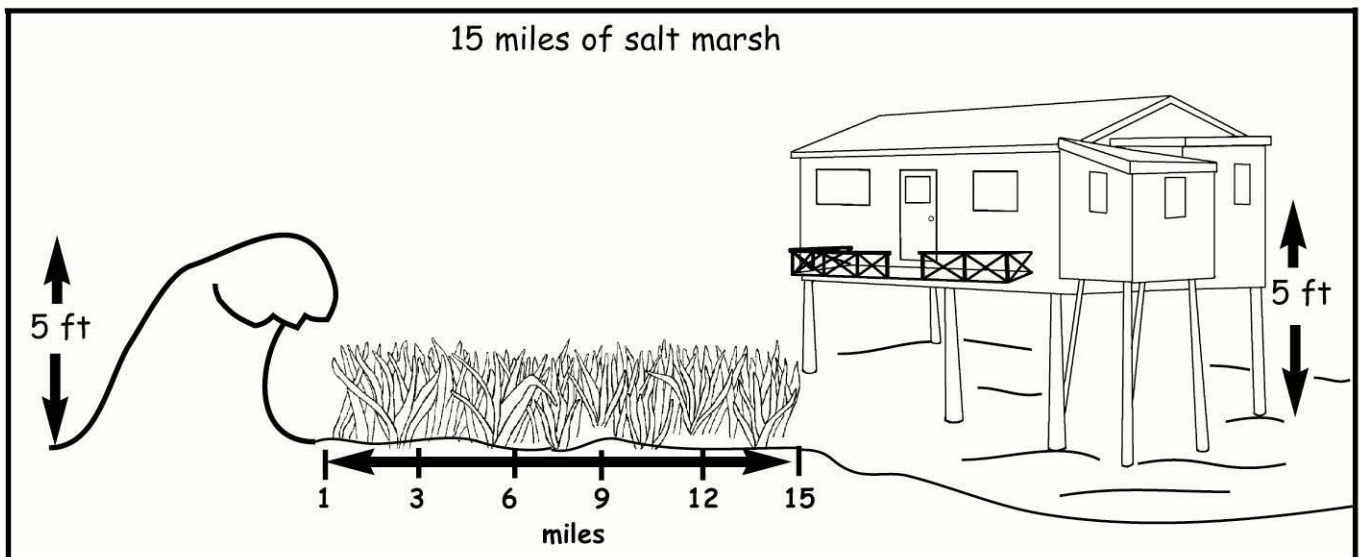 15 miles of salt marsh
5 ft
5 ft
1 3 6 9 12 15
miles